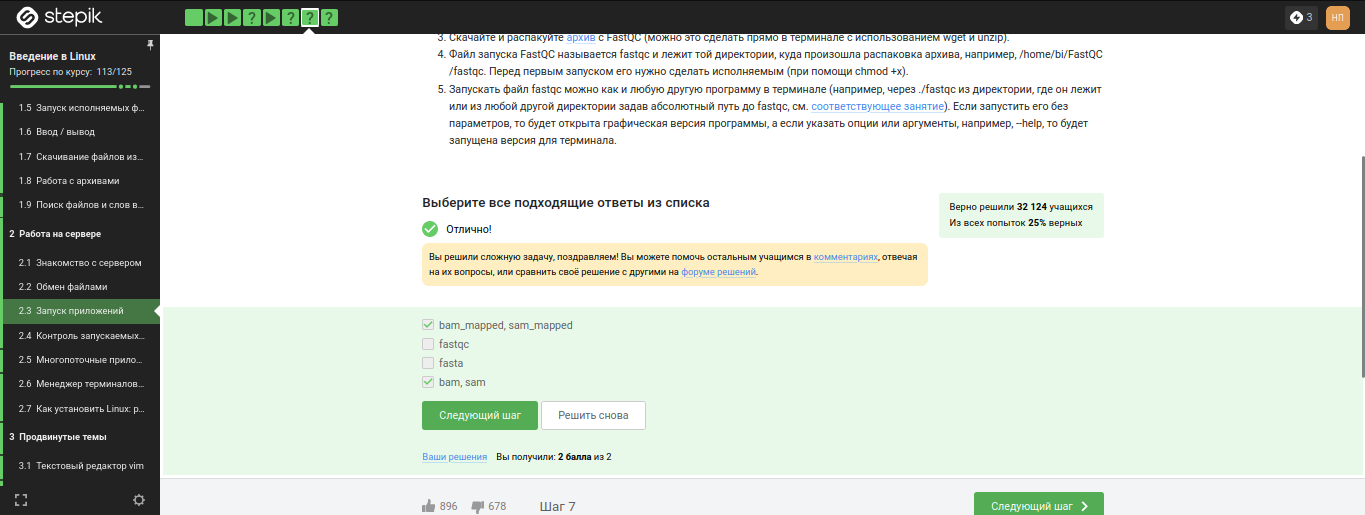 stepik
3
НП
Введение в Linux
Прогресс по курсу: 113/125
1.5 Запуск исполняемых ф...
1.6 Ввод / вывод
1.7 Скачивание файлов из...
1.8 Работа с архивами
1.9 Поиск файлов и слов в...
2 Работа на сервере
2.1 Знакомство с сервером
2.2 Обмен файлами
2.3 Запуск приложений
2.4 Контроль запускаемых...
2.5 Многопоточные прило...
2.6 Менеджер терминалов...
2.7 Как установить Linux: р...
3 Продвинутые темы
3.1 Текстовый редактор vim
3. Скачайте и распакуйте архив с FastQC (можно это сделать прямо в терминале с использованием wget и unzip).
4. Файл запуска FastQC называется fastqc и лежит той директории, куда произошла распаковка архива, например, /home/bi/FastQC
/fastqc. Перед первым запуском его нужно сделать исполняемым (при помощи chmod +x).
5. Запускать файл fastqc можно как и любую другую программу в терминале (например, через ./fastqc из директории, где он лежит
или из любой другой директории задав абсолютный путь до fastqc, см. соответствующее занятие). Если запустить его без
параметров, то будет открыта графическая версия программы, а если указать опции или аргументы, например, --help, то будет
запущена версия для терминала.
Выберите все подходящие ответы из списка
Верно решили 32 124 учащихся
Из всех попыток 25% верных
Отлично!
Вы решили сложную задачу, поздравляем! Вы можете помочь остальным учащимся в комментариях, отвечая
на их вопросы, или сравнить своё решение с другими на форуме решений.
bam_mapped, sam_mapped
fastqc
fasta
bam, sam
Следующий шаг
Решить снова
Ваши решения Вы получили: 2 балла из 2
896 678 Шаг 7
Следующий шаг